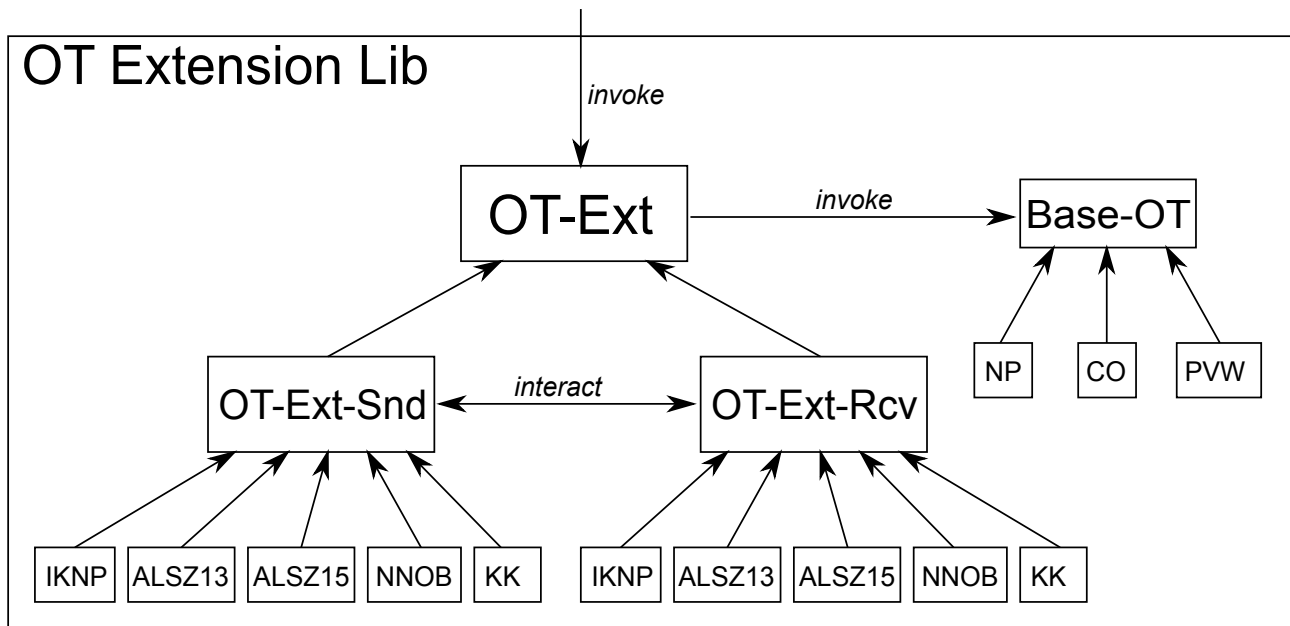 OT Extension Lib
invoke
OT-Ext
invoke
Base-OT
NP
CO
PVW
OT-Ext-Snd
interact
OT-Ext-Rcv
IKNP
ALSZ13
ALSZ15
NNOB
KK
IKNP
ALSZ13
ALSZ15
NNOB
KK